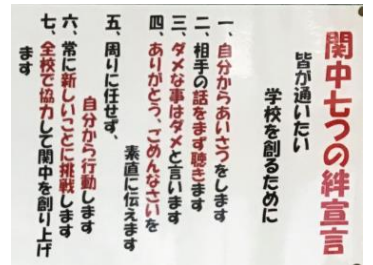 関中七つの絆宣言
皆が通いたい
学校を創るために
一、自分からあいさつをします
二、相手の話をまず聴きます
三、ダメな事はダメと言います
四、ありがとう、ごめんなさいを
素直に伝えます
五、周りに任せず、
自分から行動します
六、常に新しいことに挑戦します
七、全校で協力して関中を創り上げ
ます